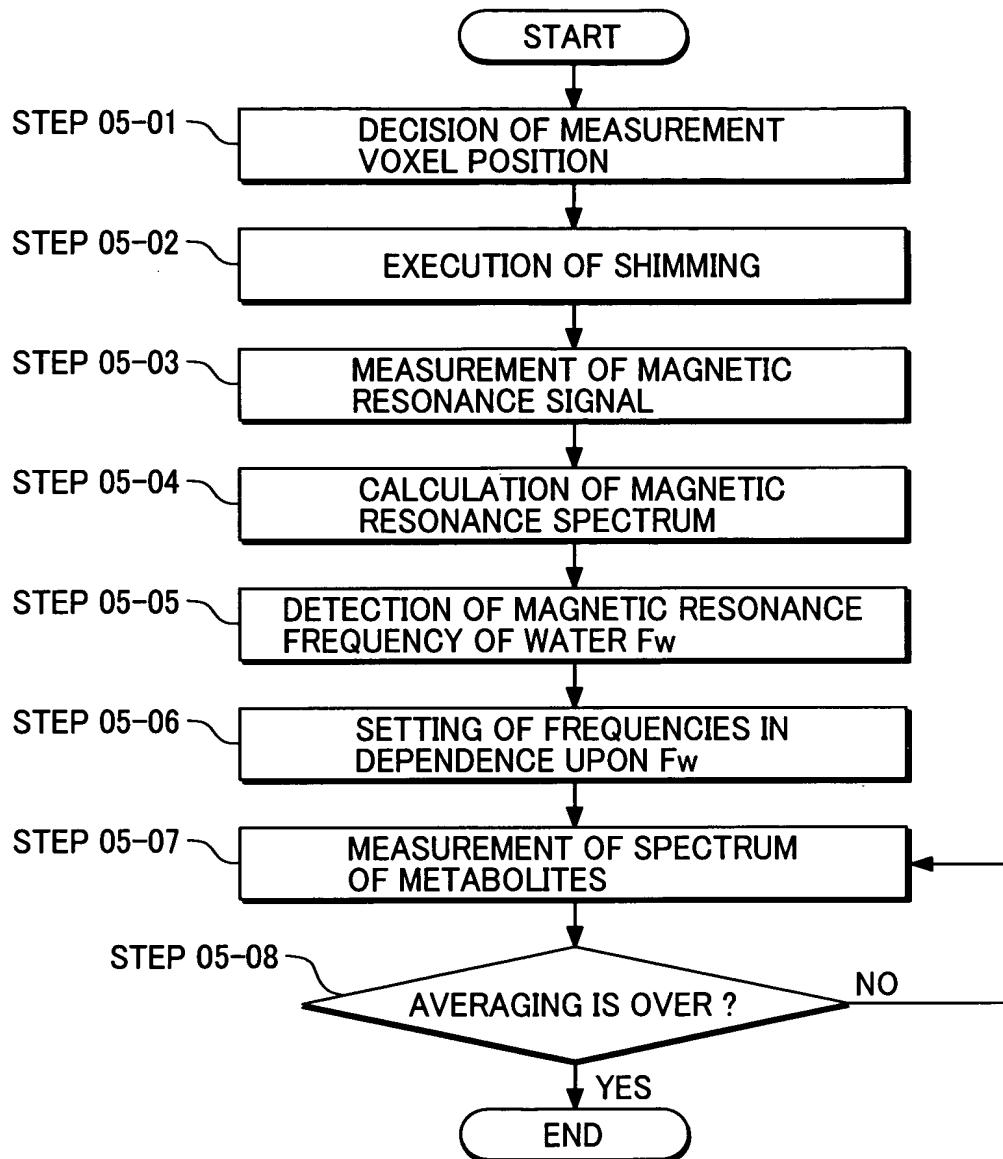 START
STEP 05-01
DECISION OF MEASUREMENT
VOXEL POSITION
STEP 05-02
EXECUTION OF SHIMMING
STEP 05-03
MEASUREMENT OF MAGNETIC
RESONANCE SIGNAL
STEP 05-04
CALCULATION OF MAGNETIC
RESONANCE SPECTRUM
STEP 05-05
DETECTION OF MAGNETIC RESONANCE
FREQUENCY OF WATER Fw
STEP 05-06
SETTING OF FREQUENCIES IN
DEPENDENCE UPON Fw
STEP 05-07
MEASUREMENT OF SPECTRUM
OF METABOLITES
STEP 05-08
AVERAGING IS OVER ?
NO
YES
END